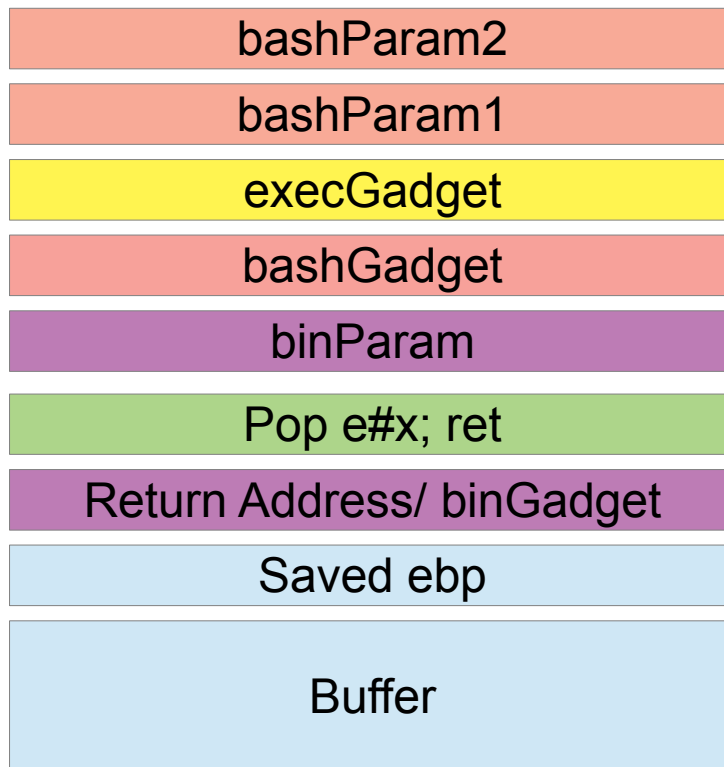 bashParam2
bashParam1
execGadget
bashGadget
binParam
Pop e#x; ret
Return Address/ binGadget
Saved ebp
Buffer